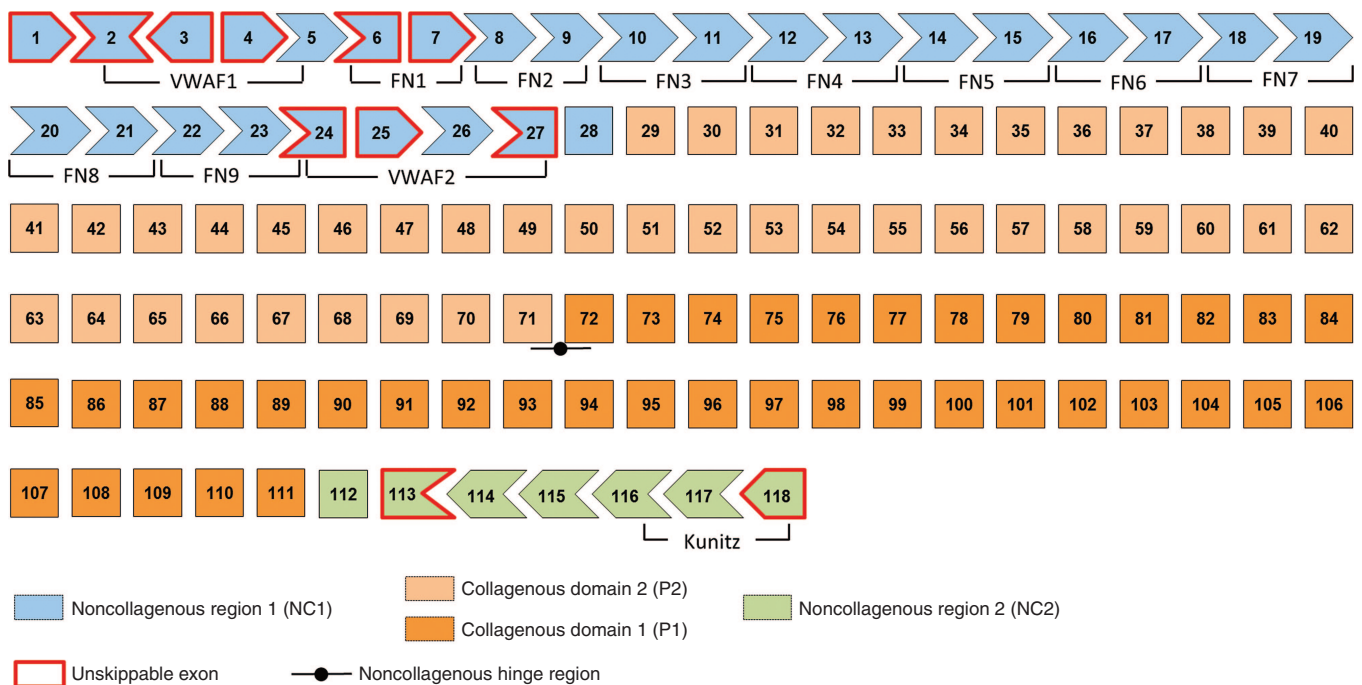 1 2 3 4 5 6 7 8 9 10 11 12 13 14 15 16 17 18 19
VWAF1 FN1 FN2 FN3 FN4 FN5 FN6 FN7
20 21 22 23 24 25 26 27 28 29 30 31 32 33 34 35 36 37 38 39 40
FN8 FN9 VWAF2
41 42 43 44 45 46 47 48 49 50 51 52 53 54 55 56 57 58 59 60 61 62
63 64 65 66 67 68 69 70 71 72 73 74 75 76 77 78 79 80 81 82 83 84
85 86 87 88 89 90 91 92 93 94 95 96 97 98 99 100 101 102 103 104 105 106
107 108 109 110 111 112 113 114 115 116 117 118
Kunitz
Noncollagenous region 1 (NC1)
Collagenous domain 2 (P2)
Collagenous domain 1 (P1)
Noncollagenous region 2 (NC2)
Unskippable exon
Noncollagenous hinge region